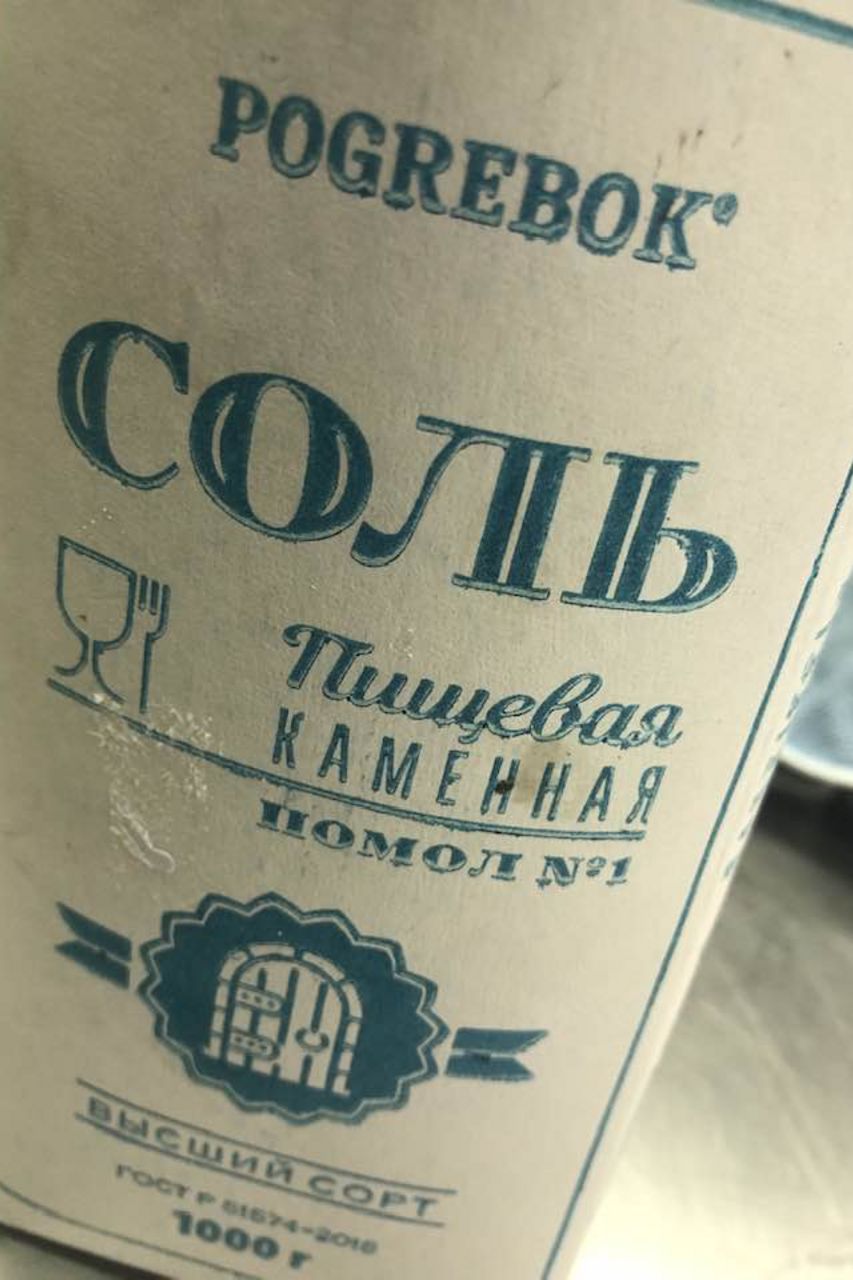 POGREBOK®
СОЛЬ
Пищевая
КАМЕННАЯ
ПОМОЛ №1
ВЫСШИЙ СОРТ
ГОСТ Р 51574-2018
1000 г